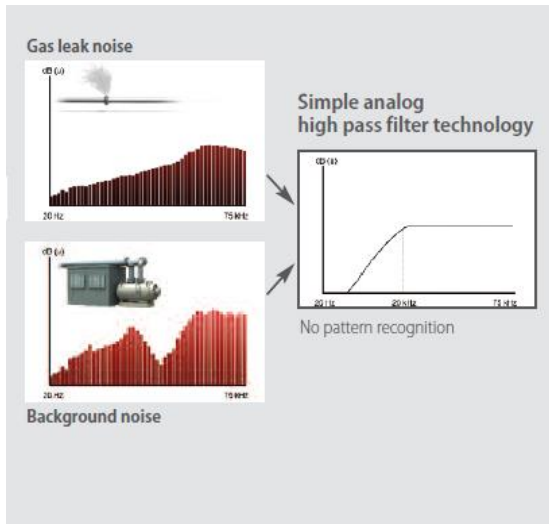 Gas leak noise
dB (u)
20 Hz
75 kHz
Simple analog
high pass filter technology
20 Hz
20 kHz
75 kHz
No pattern recognition
dB (u)
20 Hz
75 kHz
Background noise